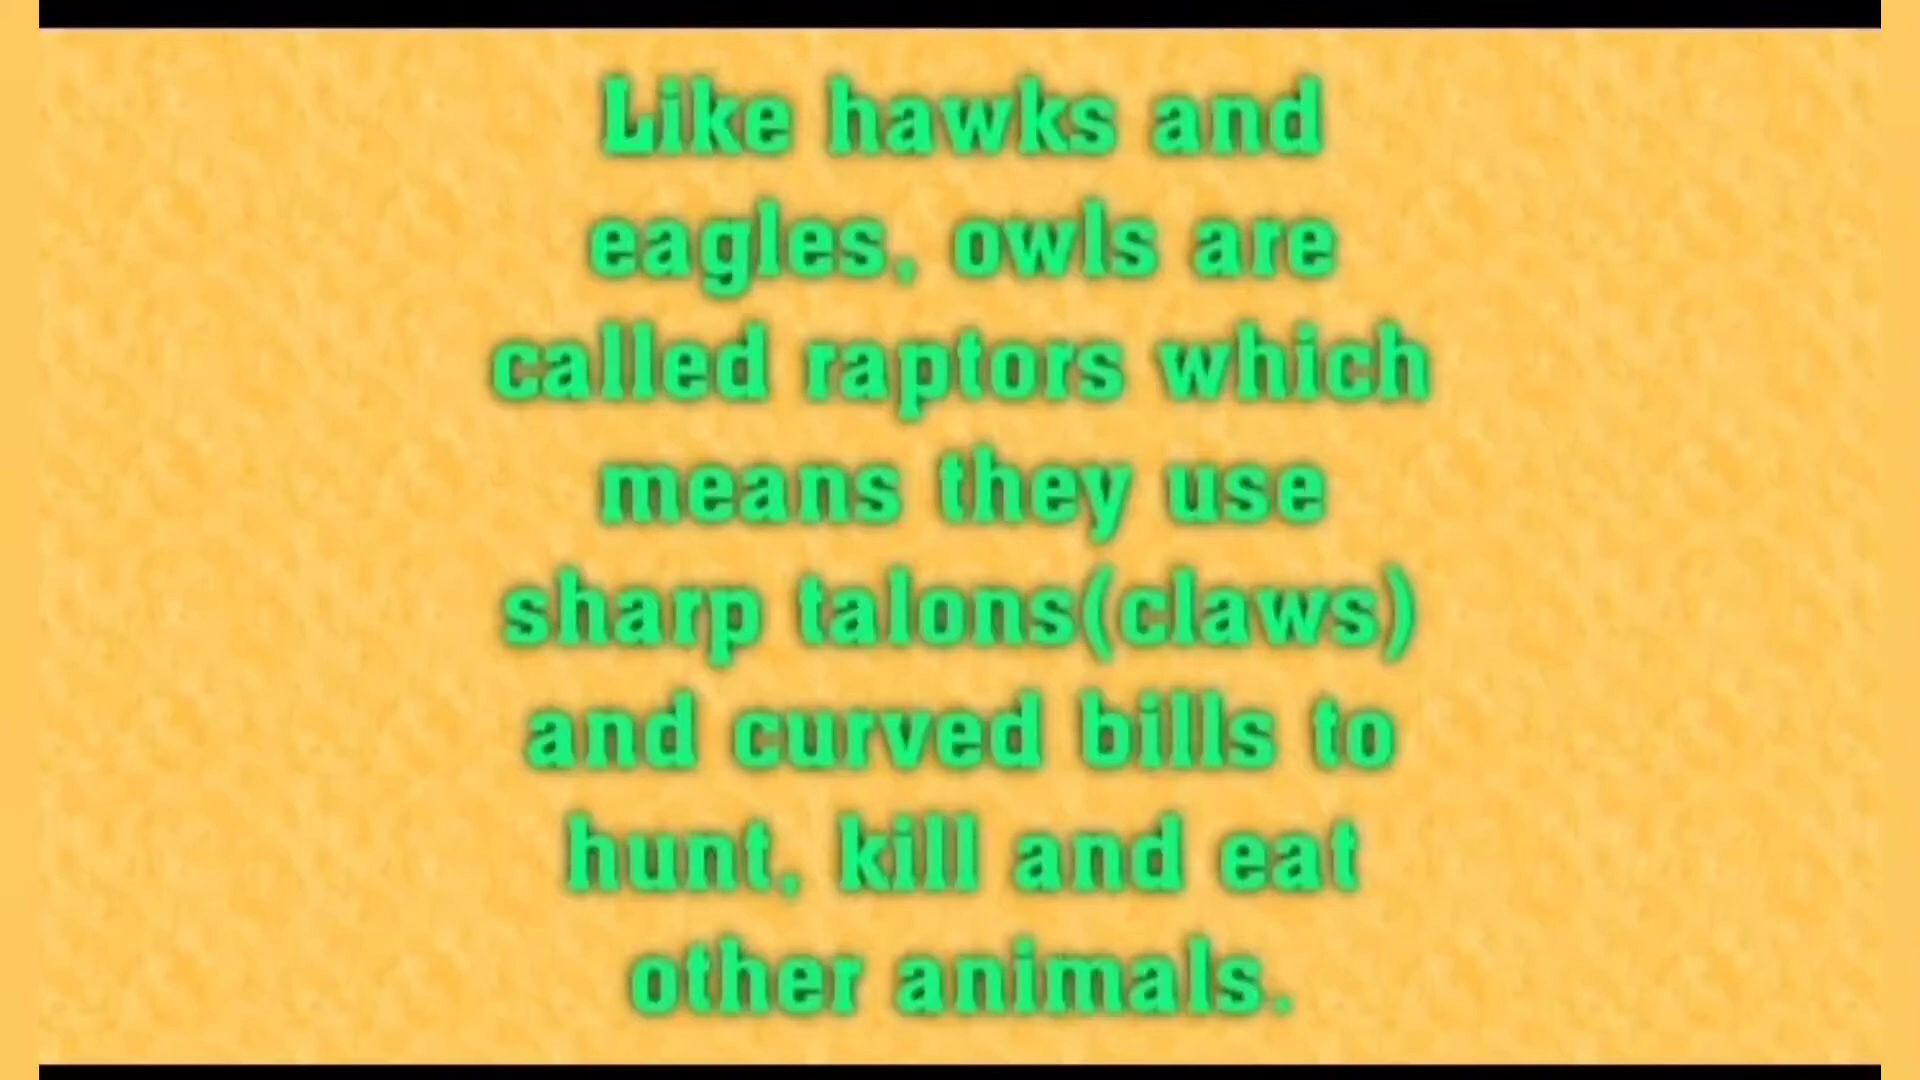 Like hawks and
eagles, owls are
called raptors which
means they use
sharp talons(claws)
and curved bills to
hunt, kill and eat
other animals.